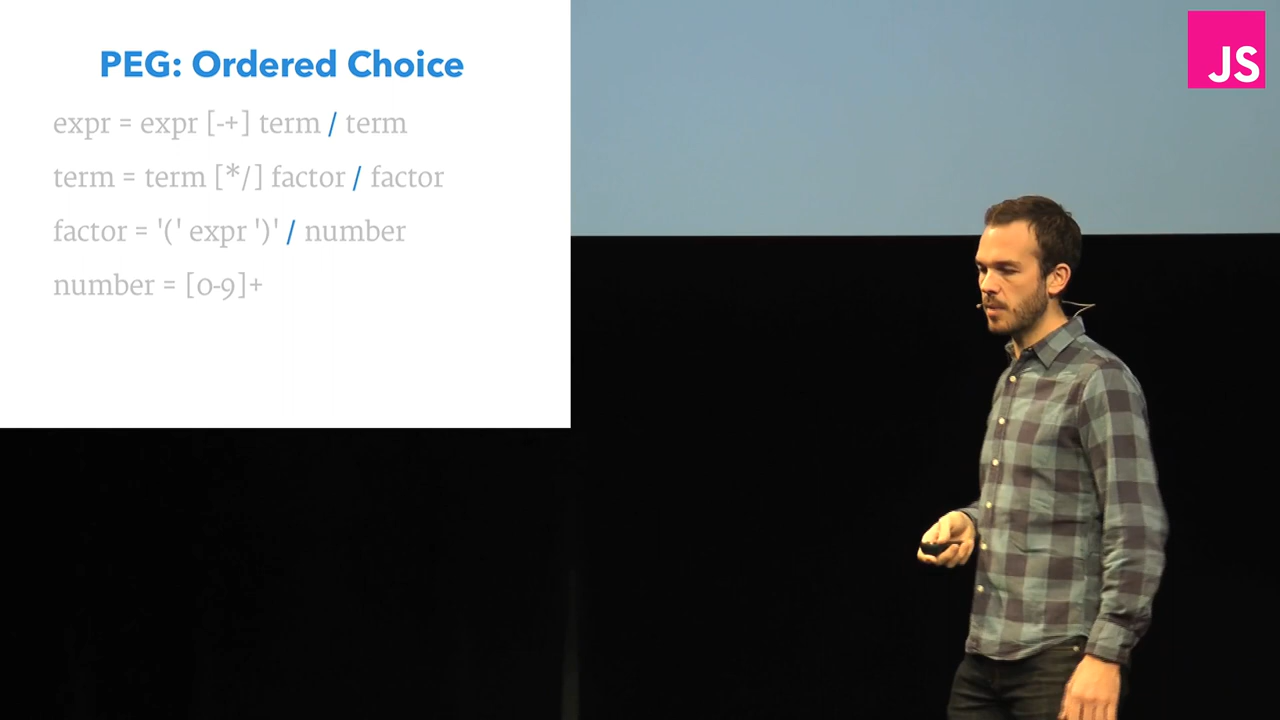 PEG: Ordered Choice
expr = expr [-+] term / term
term = term [*/] factor / factor
factor = '(' expr ')' / number
number = [0-9]+
JS